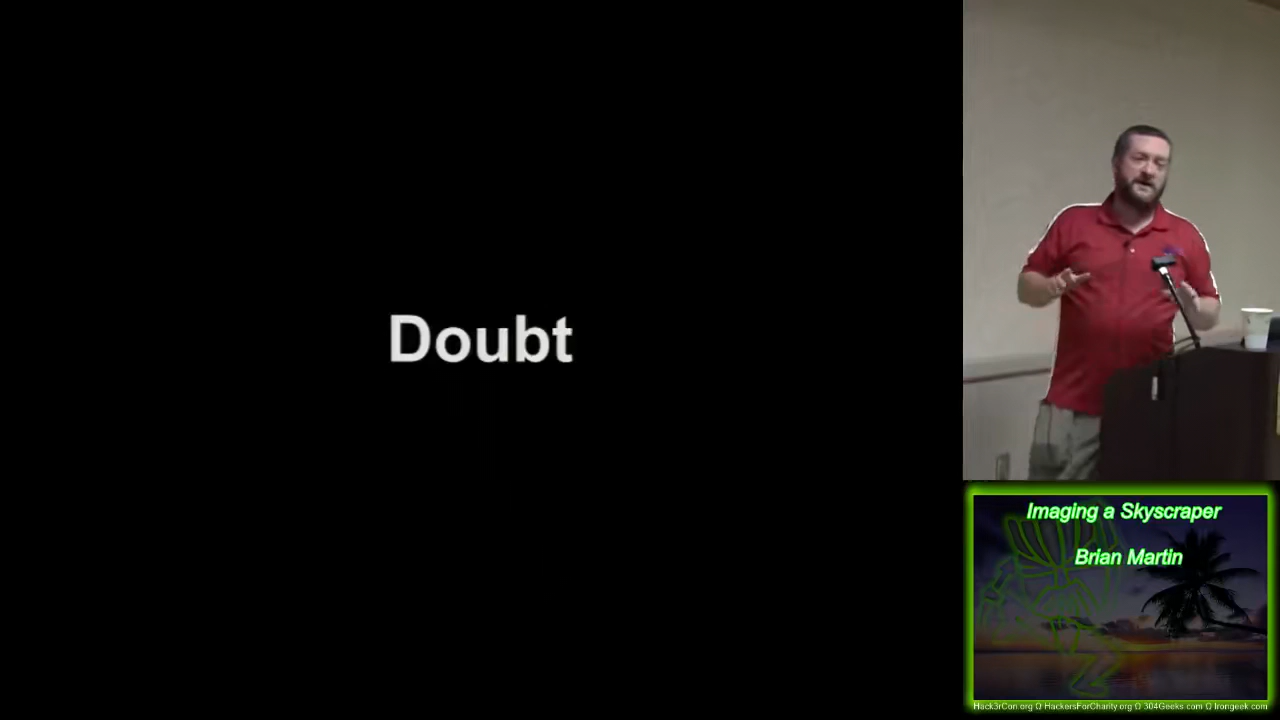 Doubt
Imaging a Skyscraper
Brian Martin
Hack3rCon.org Ω HackersForCharity.org Ω 304Geeks.com Ω Irongeek.com